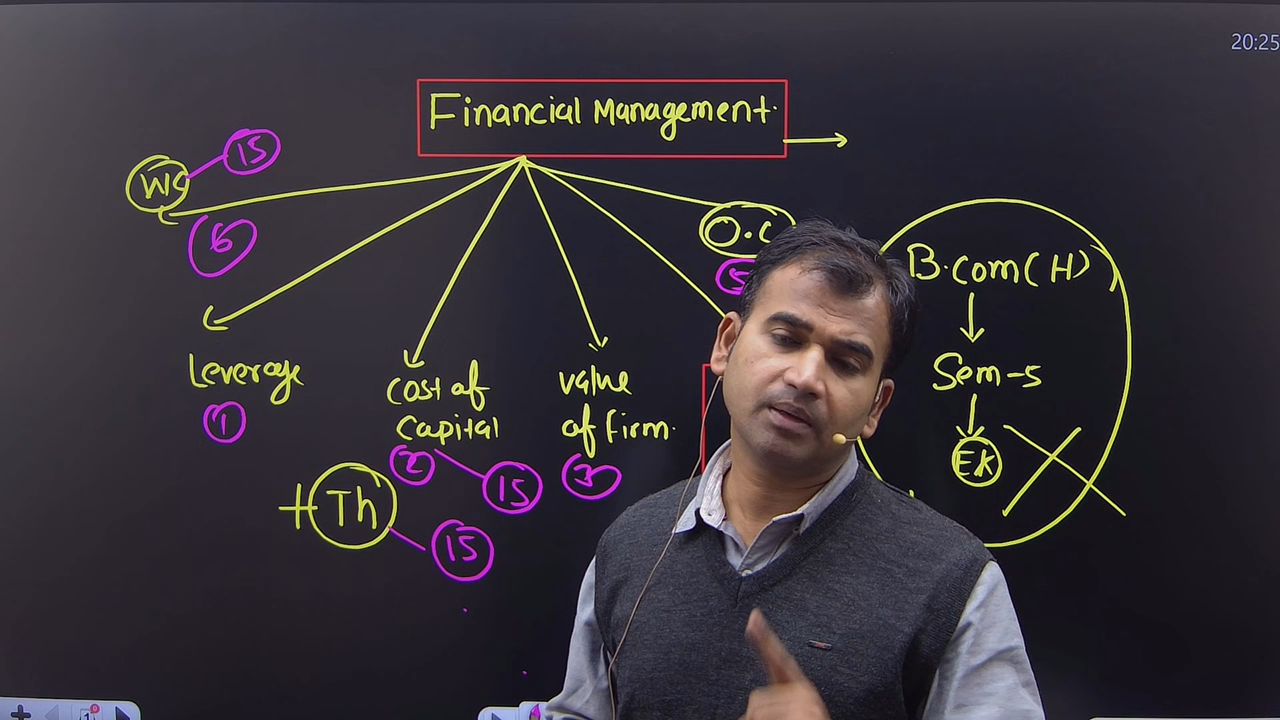 20:25
Financial Management.
WC
15
6
O.C
5
B.com(H)
Leverage
1
Cost of
Capital
2
15
value
of firm.
3
Sem-5
+ Th
15